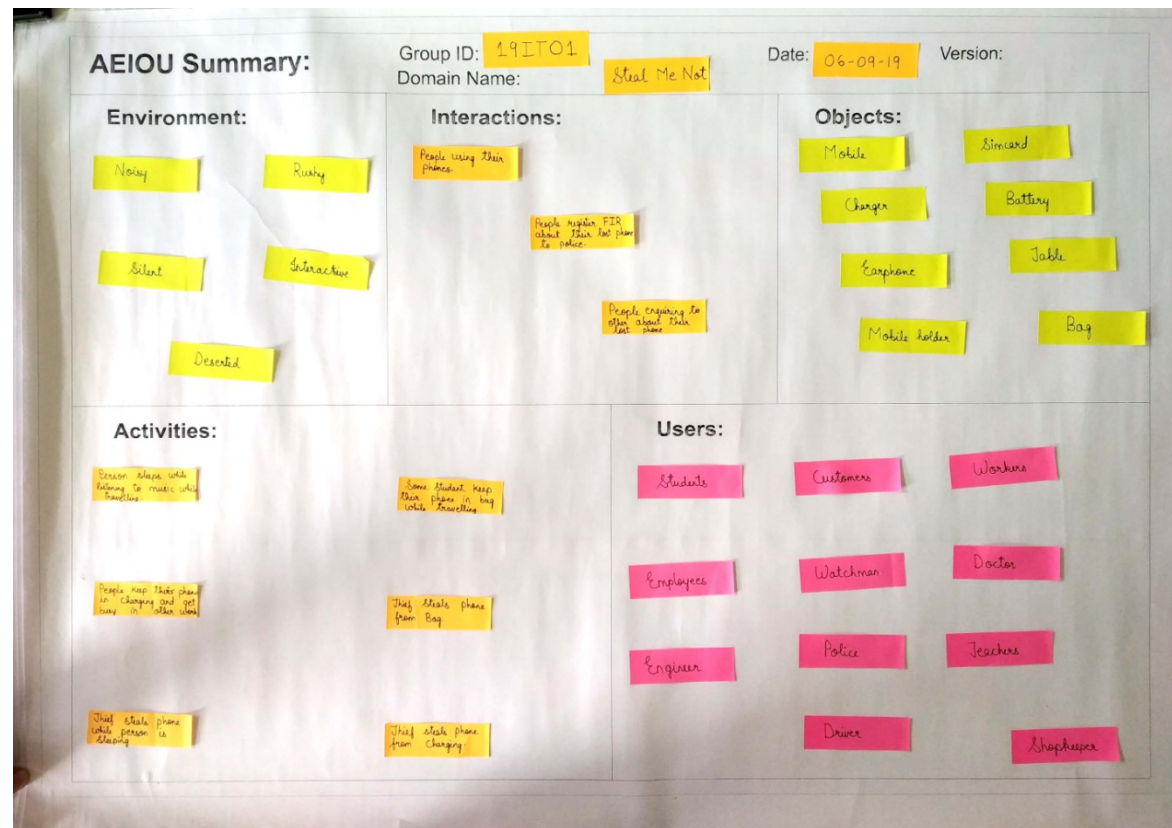 AEIOU Summary:
Group ID: 19IT01
Domain Name: Steal Me Not
Date: 06-09-19
Version:
Environment:
Noisy
Rushy
Silent
Interactive
Deserted
Interactions:
People using their
phones
People register FIR
about their lost phone
to police.
People enquiring to
other about their
lost phone
Objects:
Mobile
Simcard
Charger
Battery
Earphone
Table
Mobile holder
Bag
Activities:
Person sleeps while
listening to music while
travelling.
Some student keep
their phone in bag
while travelling
People keep their phone
in charging and get
busy in other work
Thief steals phone
from Bag.
Thief steals phone
while person is
sleeping.
Thief steals phone
from charging.
Users:
Students
Customers
Workers
Employees
Watchman
Doctor
Engineer
Police
Teachers
Driver
Shopkeeper